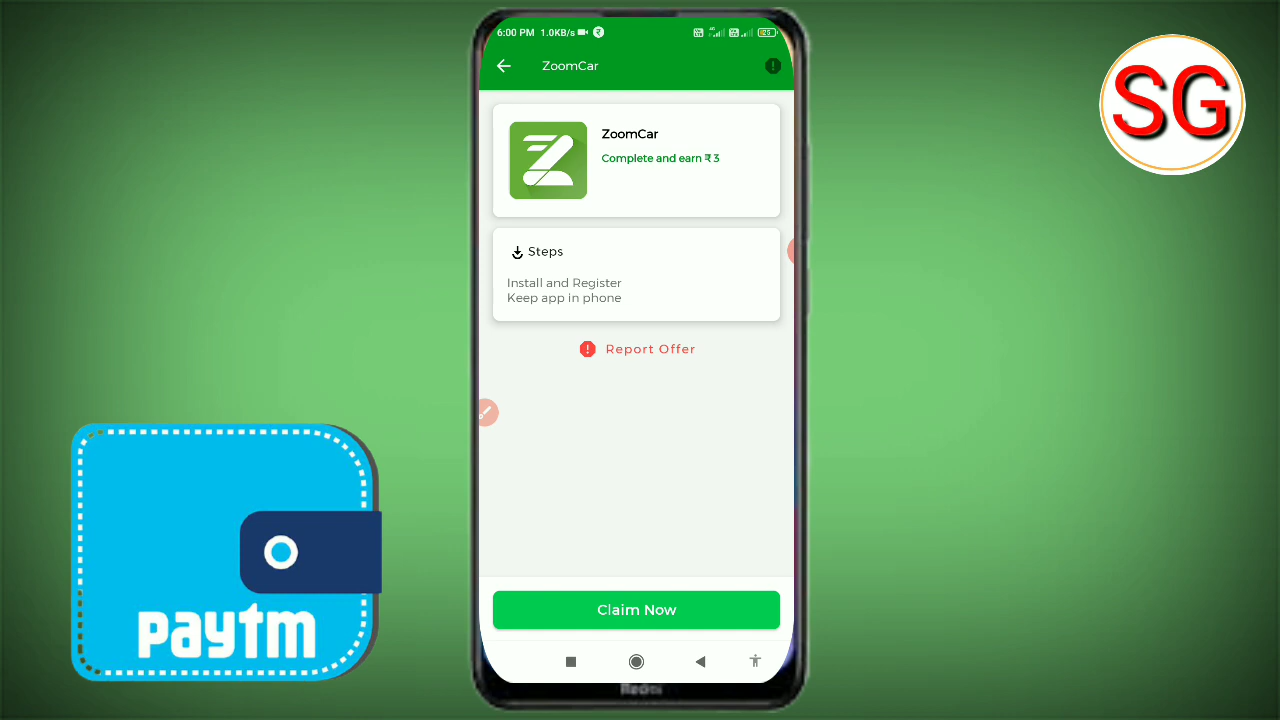 6:00 PM 1.0KB/s
ZoomCar
SG
ZoomCar
Complete and earn ₹ 3
Steps
Install and Register
Keep app in phone
Report Offer
paytm
Claim Now
Redmi